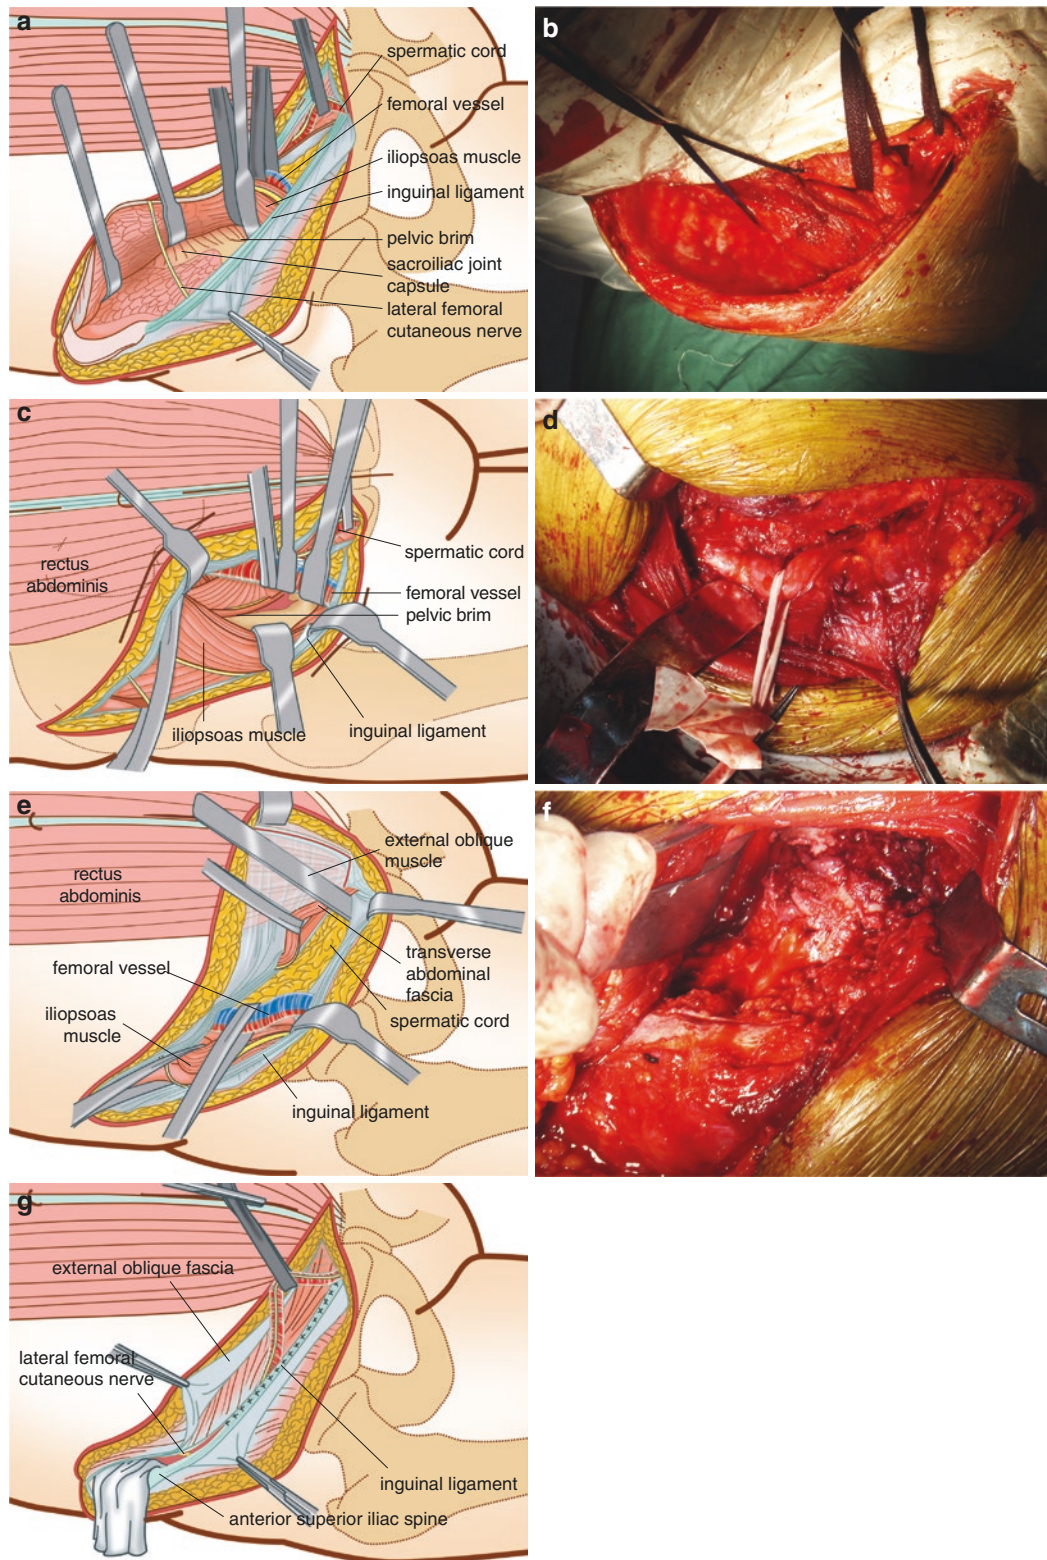 a
spermatic cord
femoral vessel
iliopsoas muscle
inguinal ligament
pelvic brim
sacroiliac joint
capsule
lateral femoral
cutaneous nerve
b
c
rectus
abdominis
spermatic cord
femoral vessel
pelvic brim
iliopsoas muscle
inguinal ligament
d
e
external oblique
muscle
rectus
abdominis
transverse
abdominal
fascia
femoral vessel
iliopsoas
muscle
spermatic cord
inguinal ligament
f
g
external oblique fascia
lateral femoral
cutaneous nerve
inguinal ligament
anterior superior iliac spine